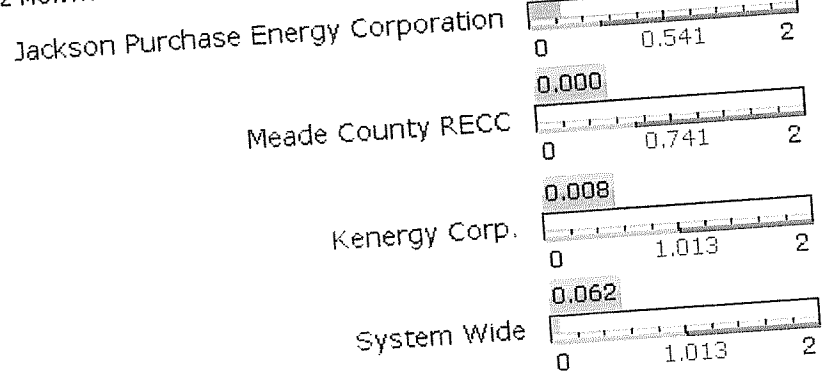 Jackson Purchase Energy Corporation
0 0.541 2
0.000
Meade County RECC
0 0.741 2
0.008
Kenergy Corp.
0 1.013 2
0.062
System Wide
0 1.013 2